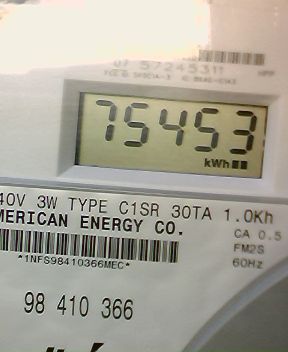 57245311
75453
kWh
40V 3W TYPE C1SR 30TA 1.0Kh
MERICAN ENERGY CO.
CA 0.5
FM2S
*1NFS98410366MEC*
60Hz
98 410 366